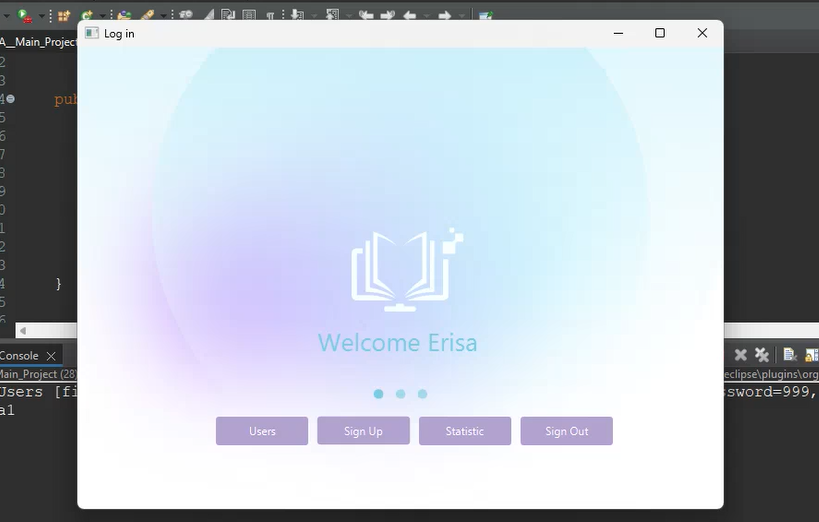 Log in
A__Main_Project
2
3
4
pub
5
6
7
8
9
0
1
2
3
4 }
5
6
Welcome Erisa
Users Sign Up Statistic Sign Out
Console
Main_Project (28) eclipse\plugins\org
Users [fi ssword=999,
a1